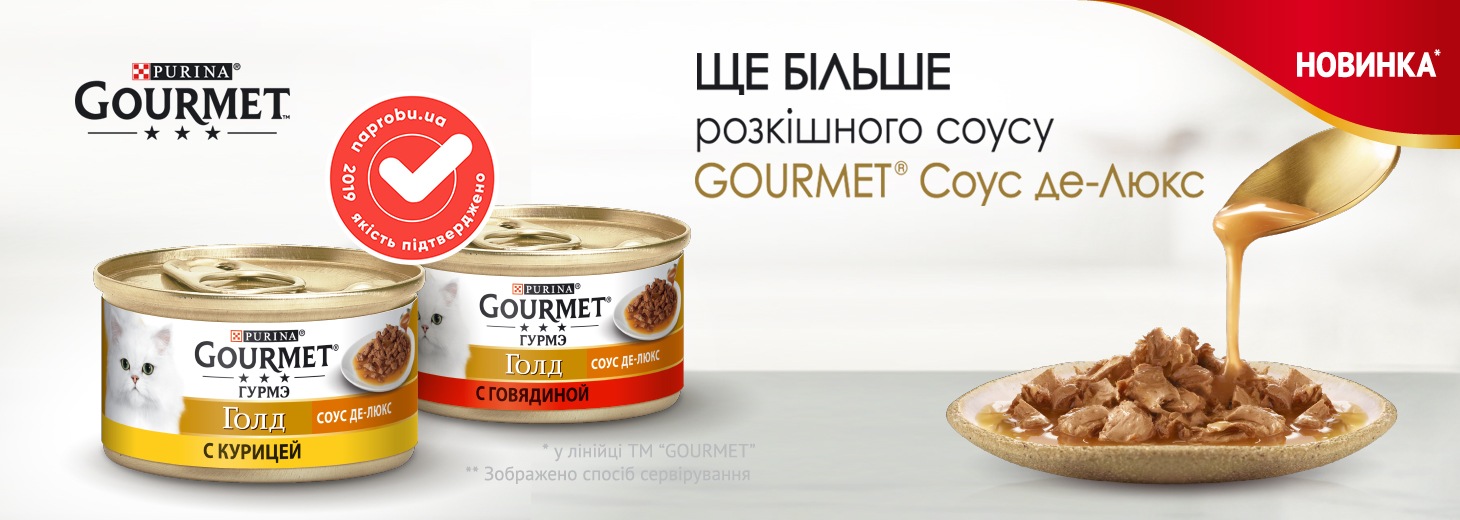 PURINA®
GOURMET™
naprobu.ua
2019
якість підтверджено
ЩЕ БІЛЬШЕ
розкішного соусу
GOURMET® Соус де-Люкс
НОВИНКА*
PURINA®
GOURMET®
ГУРМЭ
Голд
СОУС ДЕ-ЛЮКС
С КУРИЦЕЙ
PURINA®
GOURMET®
ГУРМЭ
Голд
СОУС ДЕ-ЛЮКС
С ГОВЯДИНОЙ
* у лінійці ТМ “GOURMET”
** Зображено спосіб сервірування